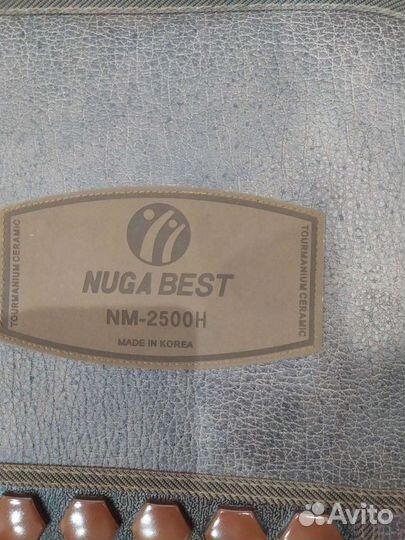 NUGA BEST
NM-2500H
MADE IN KOREA
TOURMANIUM CERAMIC
TOURMANIUM CERAMIC
Avito